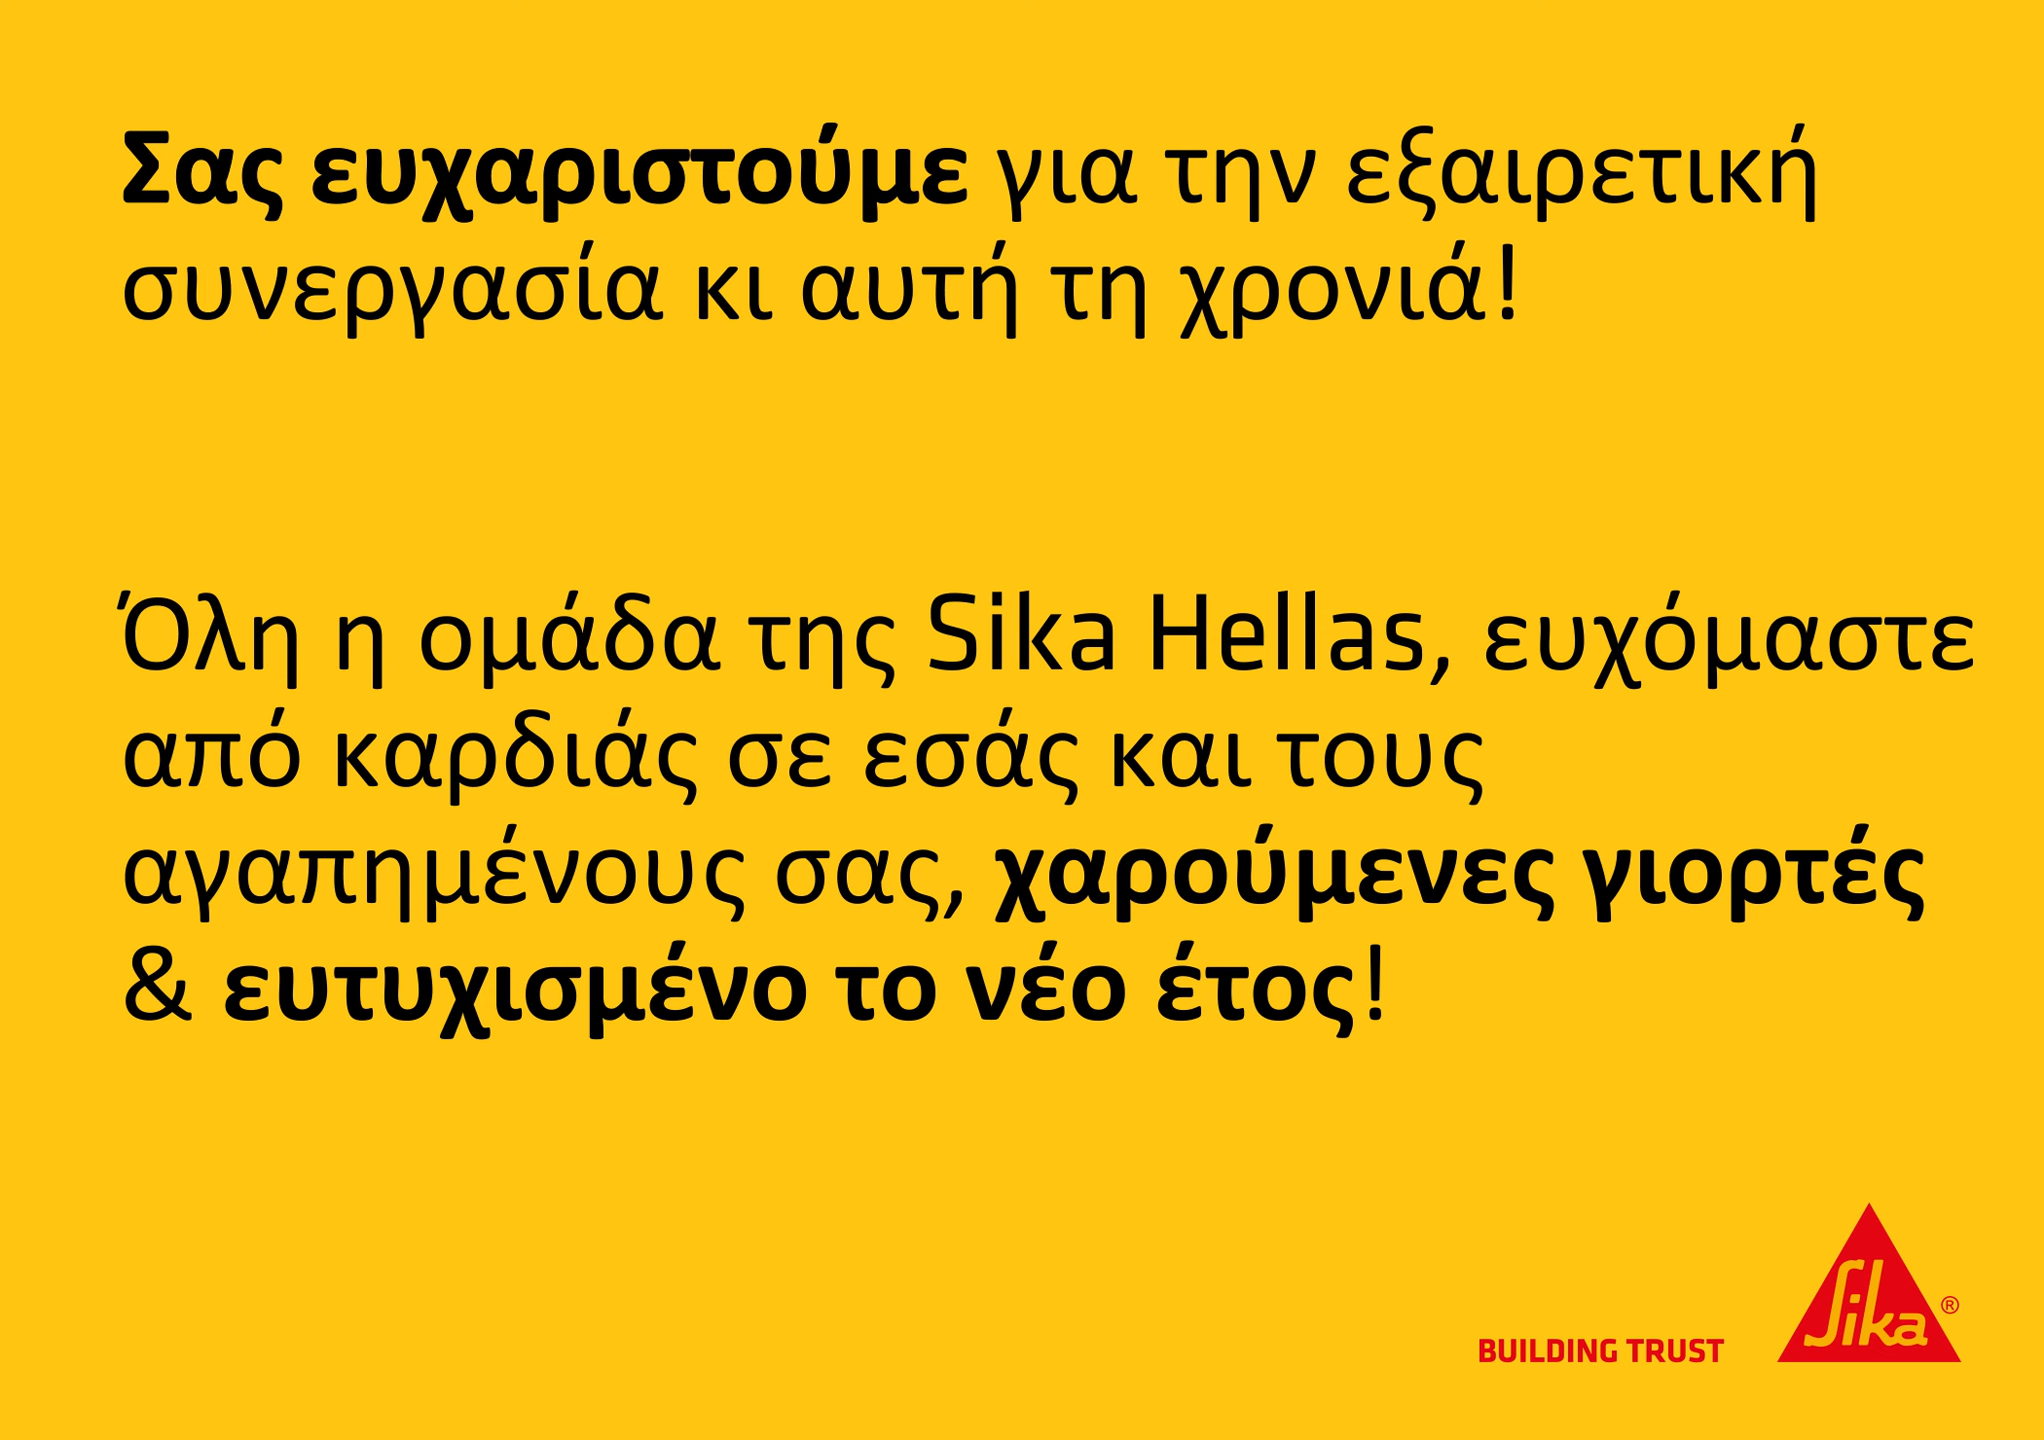 Σας ευχαριστούμε για την εξαιρετική
συνεργασία κι αυτή τη χρονιά!
Όλη η ομάδα της Sika Hellas, ευχόμαστε
από καρδιάς σε εσάς και τους
αγαπημένους σας, χαρούμενες γιορτές
& ευτυχισμένο το νέο έτος!
BUILDING TRUST
Sika®